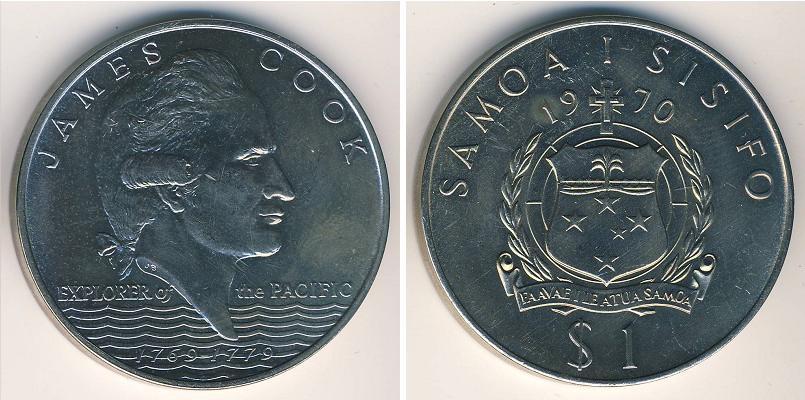 JAMES COOK
EXPLORER of the PACIFIC
1769-1779
SAMOA I SISIFO
1970
FAAVAE I LE ATUA SAMOA
$1